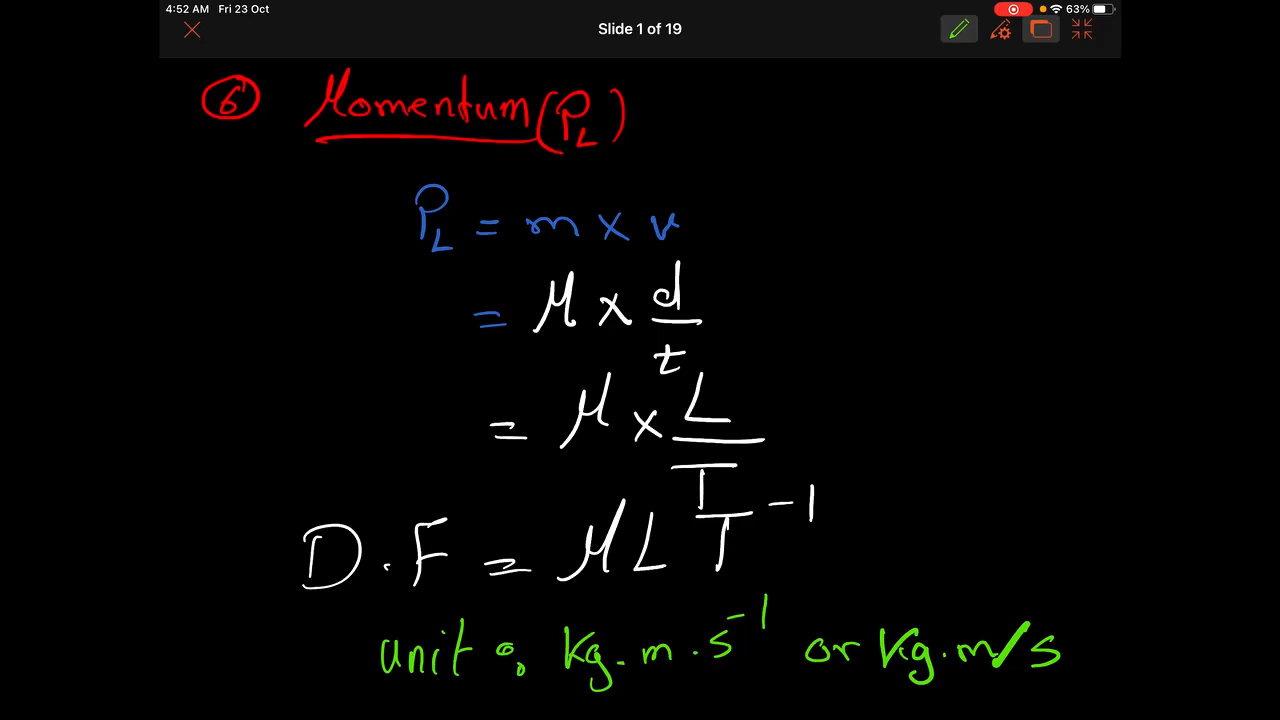 4:52 AM Fri 23 Oct
63%
Slide 1 of 19
6 Momentum (P_L)
P_L = m × v
= M × d/t
= M × L/T
D.F = M L T^-1
unit : kg.m.s^-1 or kg.m/s